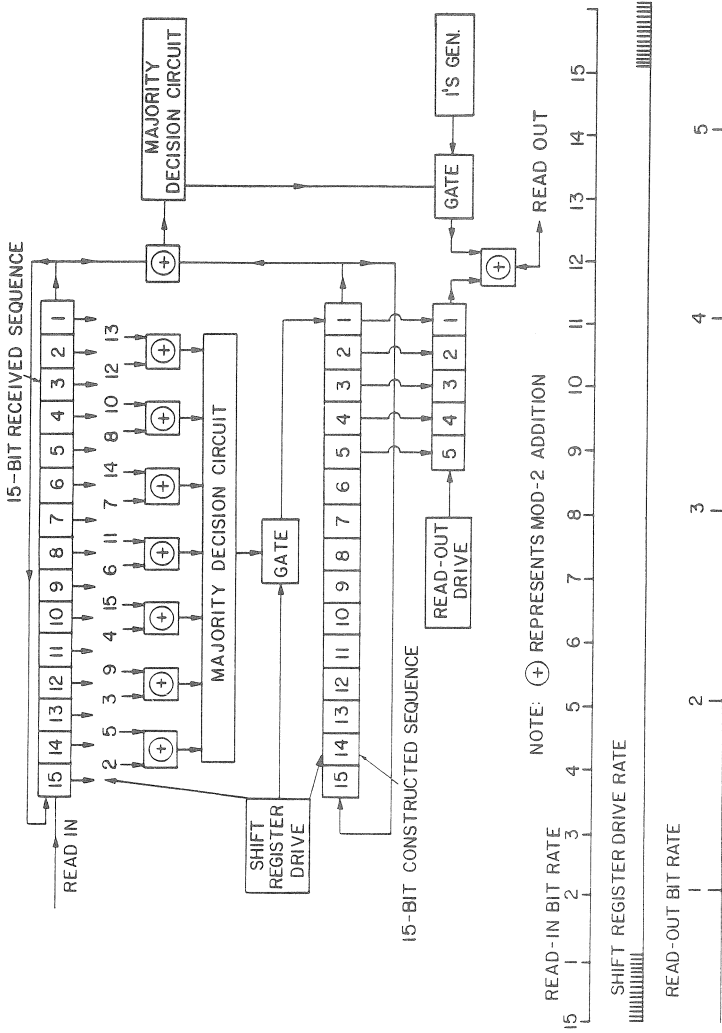 15-BIT RECEIVED SEQUENCE
READ IN
15 14 13 12 11 10 9 8 7 6 5 4 3 2 1
2 5 3 9 4 15 6 11 7 14 8 10 12 13
+ + + + + + +
MAJORITY DECISION CIRCUIT
+
MAJORITY
DECISION CIRCUIT
SHIFT
REGISTER
DRIVE
GATE
15 14 13 12 11 10 9 8 7 6 5 4 3 2 1
15-BIT CONSTRUCTED SEQUENCE
READ-OUT
DRIVE
5 4 3 2 1
GATE
1'S GEN.
+
READ OUT
NOTE: + REPRESENTS MOD-2 ADDITION
READ-IN BIT RATE
15 1 2 3 4 5 6 7 8 9 10 11 12 13 14 15
SHIFT REGISTER DRIVE RATE
READ-OUT BIT RATE
1 2 3 4 5